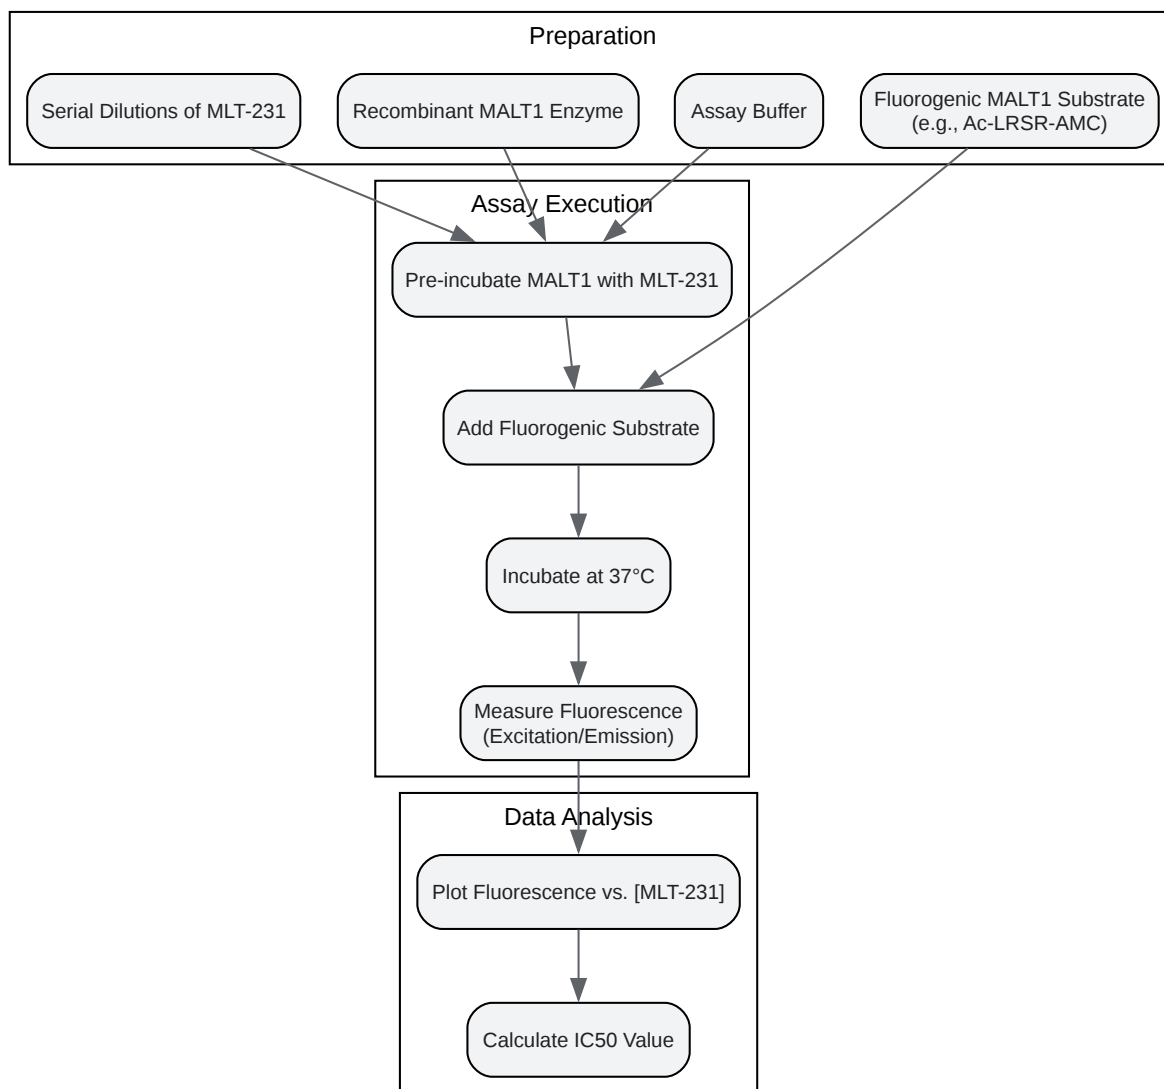 Preparation
Serial Dilutions of MLT-231
Recombinant MALT1 Enzyme
Assay Buffer
Fluorogenic MALT1 Substrate
(e.g., Ac-LRSR-AMC)
Assay Execution
Pre-incubate MALT1 with MLT-231
Add Fluorogenic Substrate
Incubate at 37°C
Measure Fluorescence
(Excitation/Emission)
Data Analysis
Plot Fluorescence vs. [MLT-231]
Calculate IC50 Value